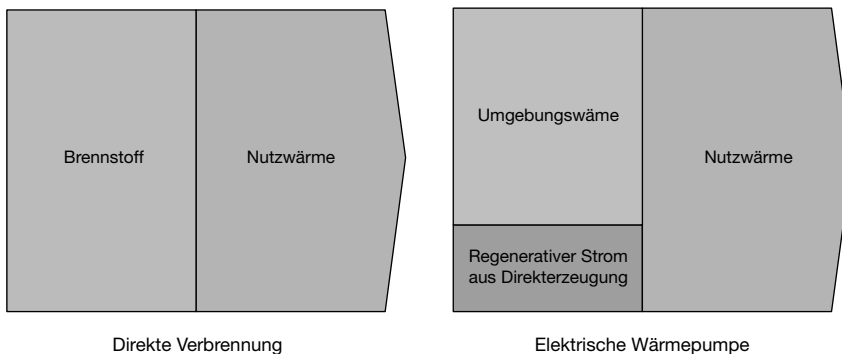 Brennstoff
Nutzwärme
Umgebungswäme
Nutzwärme
Regenerativer Strom
aus Direkterzeugung
Direkte Verbrennung
Elektrische Wärmepumpe